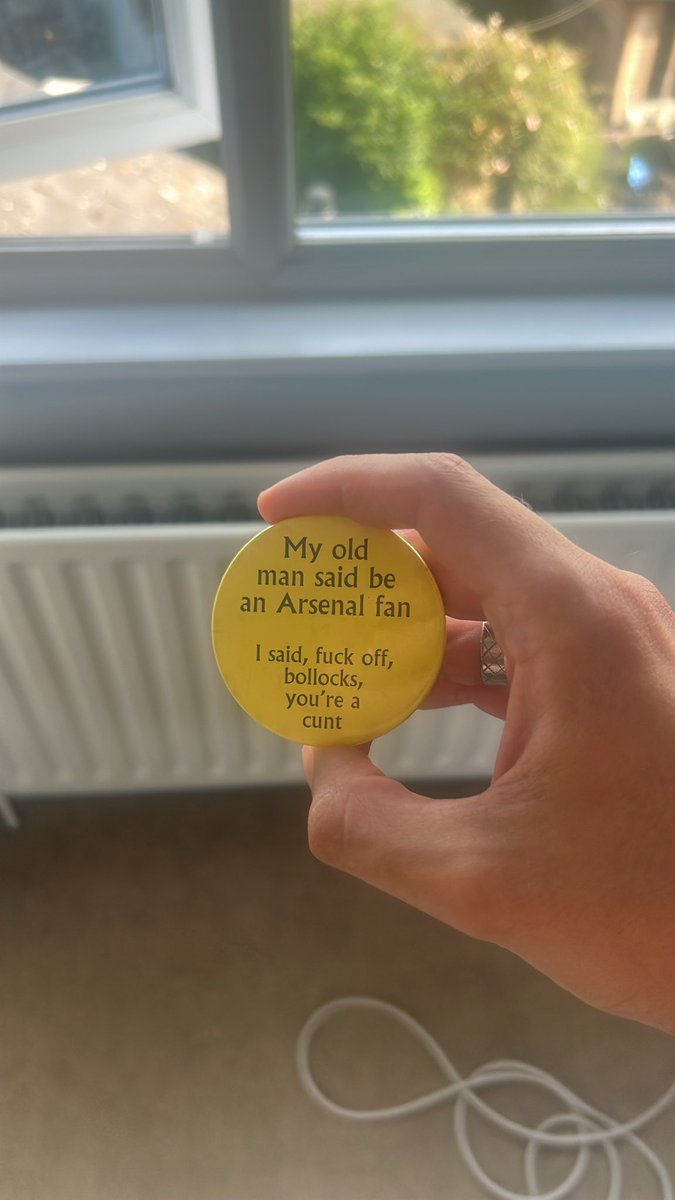 My old
man said be
an Arsenal fan
I said, fuck off,
bollocks,
you're a
cunt